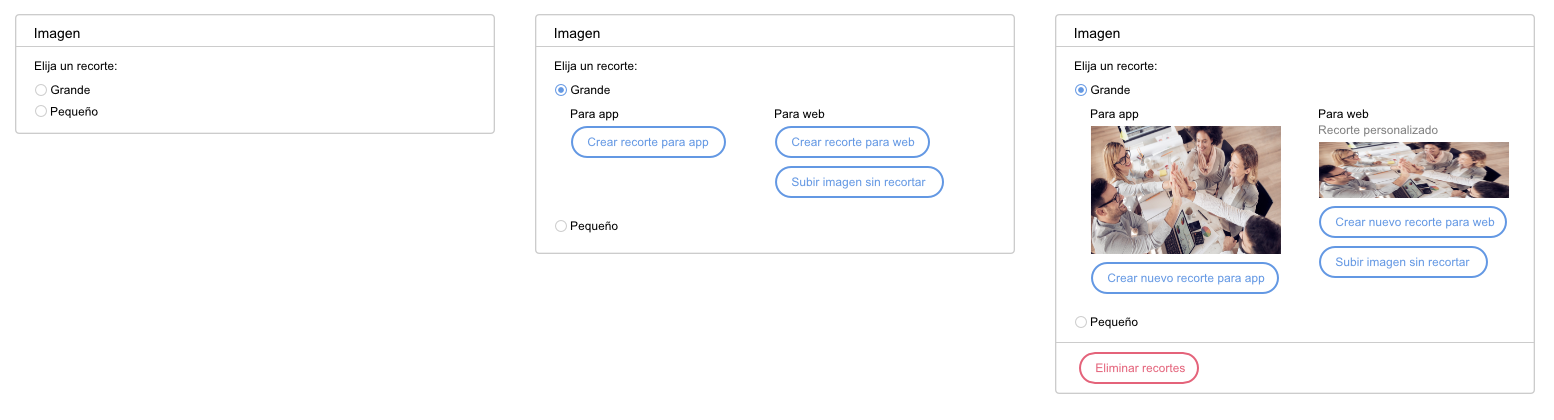 Imagen
Elija un recorte:
Grande
Pequeño
Imagen
Elija un recorte:
Grande
Para app
Para web
Crear recorte para app
Crear recorte para web
Subir imagen sin recortar
Pequeño
Imagen
Elija un recorte:
Grande
Para app
Para web
Recorte personalizado
Crear nuevo recorte para web
Subir imagen sin recortar
Crear nuevo recorte para app
Pequeño
Eliminar recortes